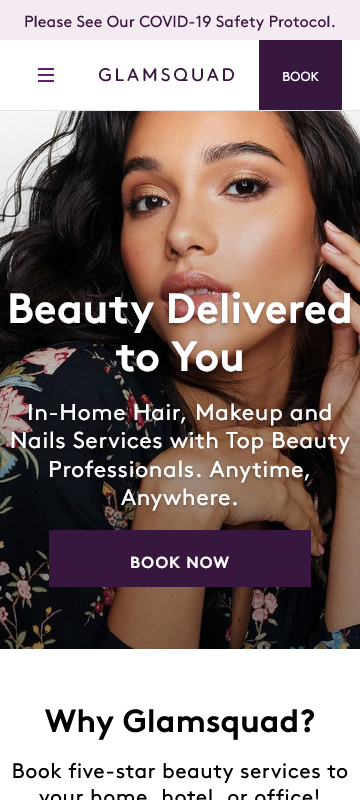 Please See Our COVID-19 Safety Protocol.
GLAMSQUAD
BOOK
Beauty Delivered
to You
In-Home Hair, Makeup and
Nails Services with Top Beauty
Professionals. Anytime,
Anywhere.
BOOK NOW
Why Glamsquad?
Book five-star beauty services to
your home, hotel, or office!